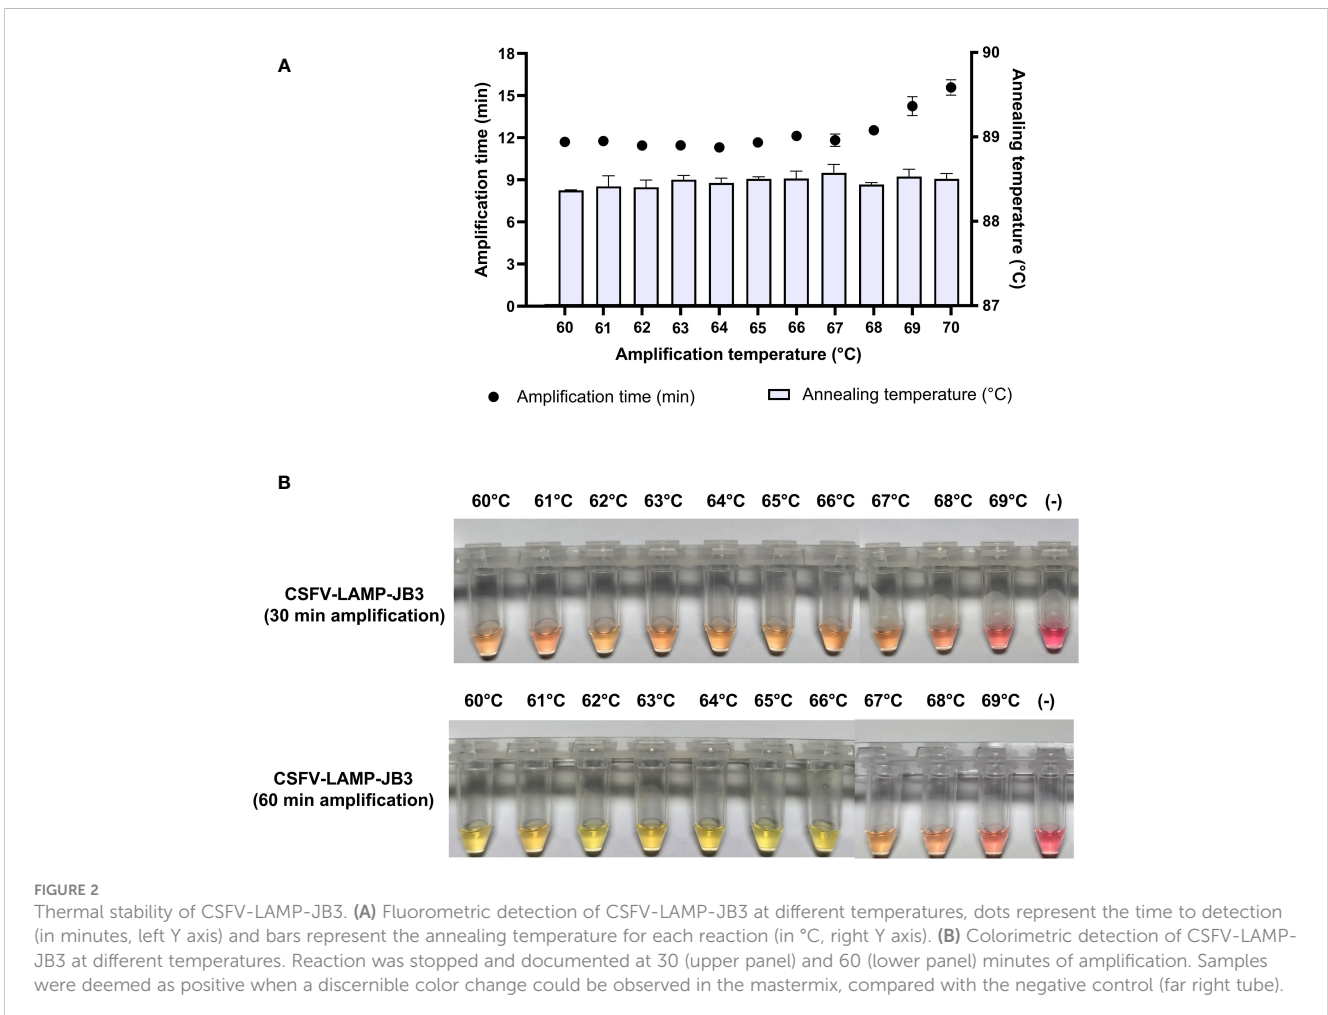 A
18
15
12
9
6
3
0
Amplification time (min)
90
89
88
87
Annealing temperature (°C)
60 61 62 63 64 65 66 67 68 69 70
Amplification temperature (°C)
Amplification time (min) Annealing temperature (°C)
B
60°C 61°C 62°C 63°C 64°C 65°C 66°C 67°C 68°C 69°C (-)
CSFV-LAMP-JB3
(30 min amplification)
60°C 61°C 62°C 63°C 64°C 65°C 66°C 67°C 68°C 69°C (-)
CSFV-LAMP-JB3
(60 min amplification)
FIGURE 2
Thermal stability of CSFV-LAMP-JB3. (A) Fluorometric detection of CSFV-LAMP-JB3 at different temperatures, dots represent the time to detection
(in minutes, left Y axis) and bars represent the annealing temperature for each reaction (in °C, right Y axis). (B) Colorimetric detection of CSFV-LAMP-
JB3 at different temperatures. Reaction was stopped and documented at 30 (upper panel) and 60 (lower panel) minutes of amplification. Samples
were deemed as positive when a discernible color change could be observed in the mastermix, compared with the negative control (far right tube).